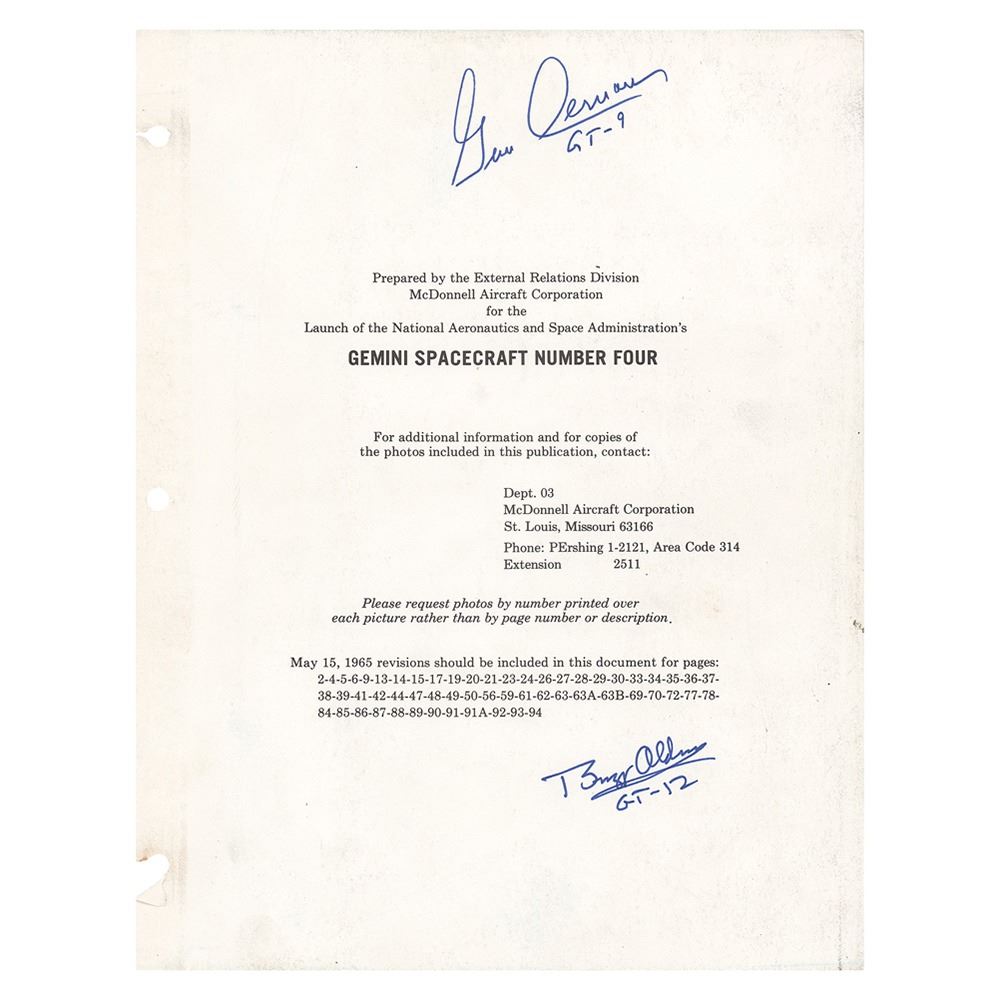 Gene Cernan
GT-9
Prepared by the External Relations Division
McDonnell Aircraft Corporation
for the
Launch of the National Aeronautics and Space Administration's
GEMINI SPACECRAFT NUMBER FOUR
For additional information and for copies of
the photos included in this publication, contact:
Dept. 03
McDonnell Aircraft Corporation
St. Louis, Missouri 63166
Phone: PErshing 1-2121, Area Code 314
Extension 2511
Please request photos by number printed over
each picture rather than by page number or description.
May 15, 1965 revisions should be included in this document for pages:
2-4-5-6-9-13-14-15-17-19-20-21-23-24-26-27-28-29-30-33-34-35-36-37-
38-39-41-42-44-47-48-49-50-56-59-61-62-63-63A-63B-69-70-72-77-78-
84-85-86-87-88-89-90-91-91A-92-93-94
Buzz Aldrin
GT-12